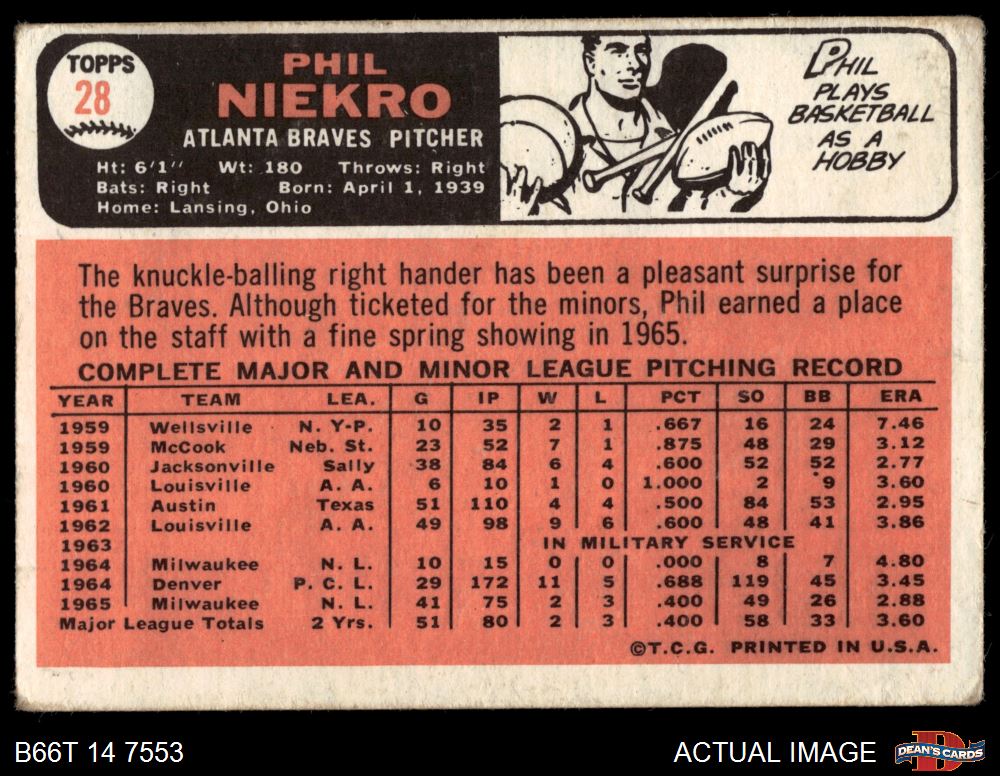 TOPPS
28
PHIL
NIEKRO
ATLANTA BRAVES PITCHER
Ht: 6'1" Wt: 180 Throws: Right
Bats: Right Born: April 1, 1939
Home: Lansing, Ohio
PHIL
PLAYS
BASKETBALL
AS A
HOBBY
The knuckle-balling right hander has been a pleasant surprise for
the Braves. Although ticketed for the minors, Phil earned a place
on the staff with a fine spring showing in 1965.
COMPLETE MAJOR AND MINOR LEAGUE PITCHING RECORD
YEAR TEAM LEA. G IP W L PCT SO BB ERA
1959 Wellsville N. Y-P. 10 35 2 1 .667 16 24 7.46
1959 McCook Neb. St. 23 52 7 1 .875 48 29 3.12
1960 Jacksonville Sally 38 84 6 4 .600 52 52 2.77
1960 Louisville A. A. 6 10 1 0 1.000 2 9 3.60
1961 Austin Texas 51 110 4 4 .500 84 53 2.95
1962 Louisville A. A. 49 98 9 6 .600 48 41 3.86
1963 IN MILITARY SERVICE
1964 Milwaukee N. L. 10 15 0 0 .000 8 7 4.80
1964 Denver P. C. L. 29 172 11 5 .688 119 45 3.45
1965 Milwaukee N. L. 41 75 2 3 .400 49 26 2.88
Major League Totals 2 Yrs. 51 80 2 3 .400 58 33 3.60
©T.C.G. PRINTED IN U.S.A.
B66T 14 7553
ACTUAL IMAGE
DEAN'S CARDS